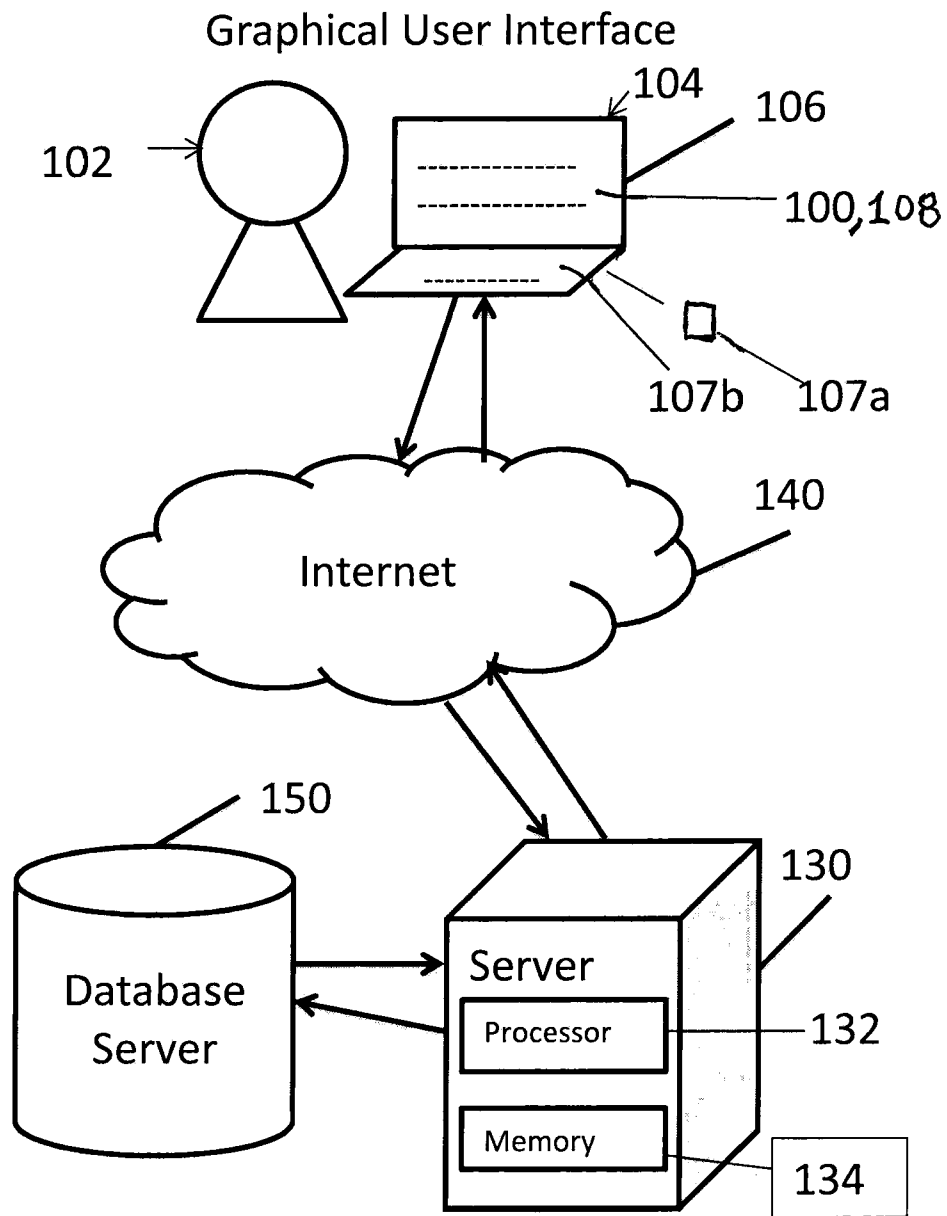 Graphical User Interface
104
106
102
100,108
107b
107a
140
Internet
150
130
Server
Database
Server
Processor
132
Memory
134